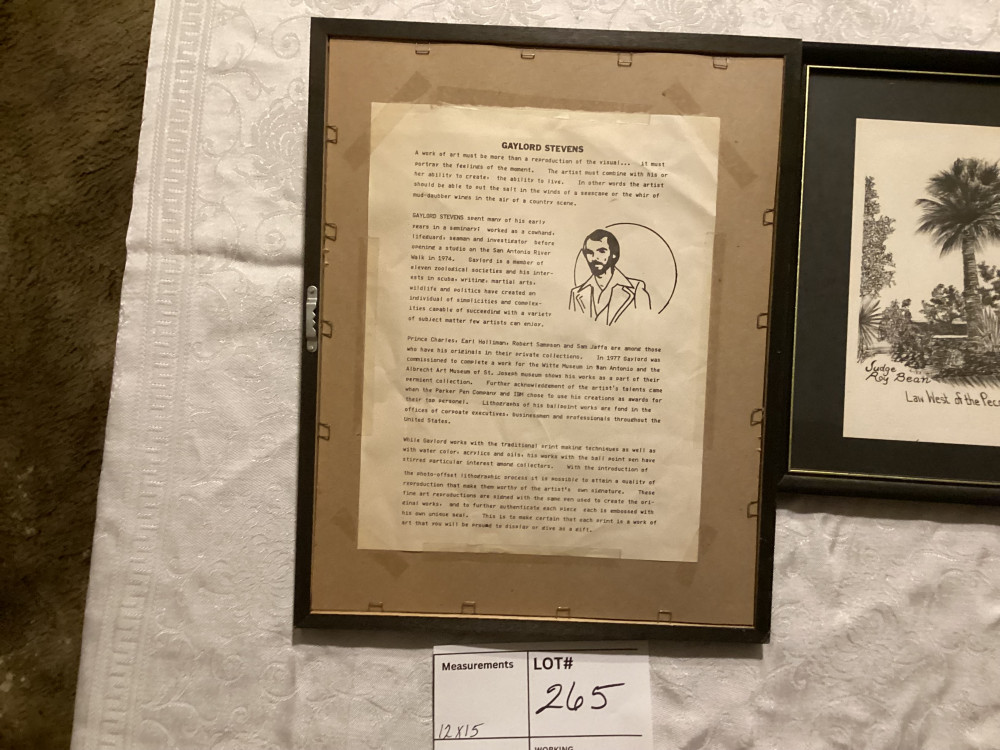 GAYLORD STEVENS
A work of art must be more than a reproduction of the visual... it must
portray the feelings of the moment. The artist must combine with his or
her ability to create, the ability to live. In other words the artist
should be able to put the salt in the winds of a seascape or the whir of
mud-dauber wings in the air of a country scene.
GAYLORD STEVENS spent many of his early
years in a seminary! worked as a cowhand,
lifeguard, seaman and investigator before
opening a studio on the San Antonio River
Walk in 1974. Gaylord is a member of
eleven zoological societies and his inter-
ests in scuba, writing, martial arts,
wildlife and politics have created an
individual of simplicities and complex-
ities capable of succeeding with a variety
of subject matter few artists can enjoy.
Prince Charles, Earl Holliman, Robert Sampson and Sam Jaffa are among those
who have his originals in their private collections. In 1977 Gaylord was
commissioned to complete a work for the Witte Museum in San Antonio and the
Albrecht Art Museum of St. Joseph museum shows his works as a part of their
permient collection. Further acknowledgement of the artist's talents came
when the Parker Pen Company and IBM chose to use his creations as awards for
their top personel. Lithographs of his ballpoint works are fond in the
offices of corporate executives, businessmen and professionals throughout the
United States.
While Gaylord works with the traditional print making techniques as well as
with water color, acrylics and oils, his works with the ball point pen have
stirred particular interest among collectors. With the introduction of
the photo-offset lithographic process it is possible to attain a quality of
reproduction that make them worthy of the artist's own signature. These
fine art reproductions are signed with the same pen used to create the ori-
ginal works, and to further authenticate each piece each is embossed with
his own unique seal. This is to make certain that each print is a work of
art that you will be proud to display or give as a gift.
Judge
Roy Bean
Law West of the Pec
Measurements
LOT#
265
12X15
WORKING